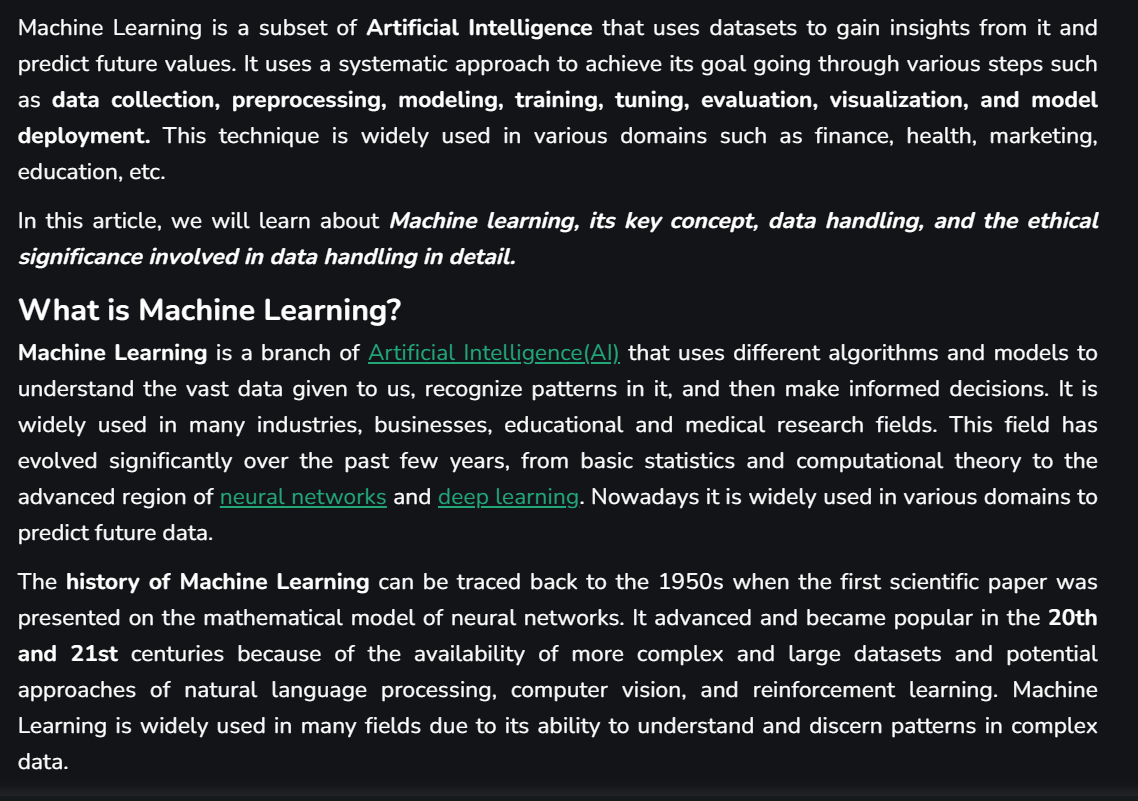 Machine Learning is a subset of Artificial Intelligence that uses datasets to gain insights from it and
predict future values. It uses a systematic approach to achieve its goal going through various steps such
as data collection, preprocessing, modeling, training, tuning, evaluation, visualization, and model
deployment. This technique is widely used in various domains such as finance, health, marketing,
education, etc.
In this article, we will learn about Machine learning, its key concept, data handling, and the ethical
significance involved in data handling in detail.
What is Machine Learning?
Machine Learning is a branch of Artificial Intelligence(AI) that uses different algorithms and models to
understand the vast data given to us, recognize patterns in it, and then make informed decisions. It is
widely used in many industries, businesses, educational and medical research fields. This field has
evolved significantly over the past few years, from basic statistics and computational theory to the
advanced region of neural networks and deep learning. Nowadays it is widely used in various domains to
predict future data.
The history of Machine Learning can be traced back to the 1950s when the first scientific paper was
presented on the mathematical model of neural networks. It advanced and became popular in the 20th
and 21st centuries because of the availability of more complex and large datasets and potential
approaches of natural language processing, computer vision, and reinforcement learning. Machine
Learning is widely used in many fields due to its ability to understand and discern patterns in complex
data.